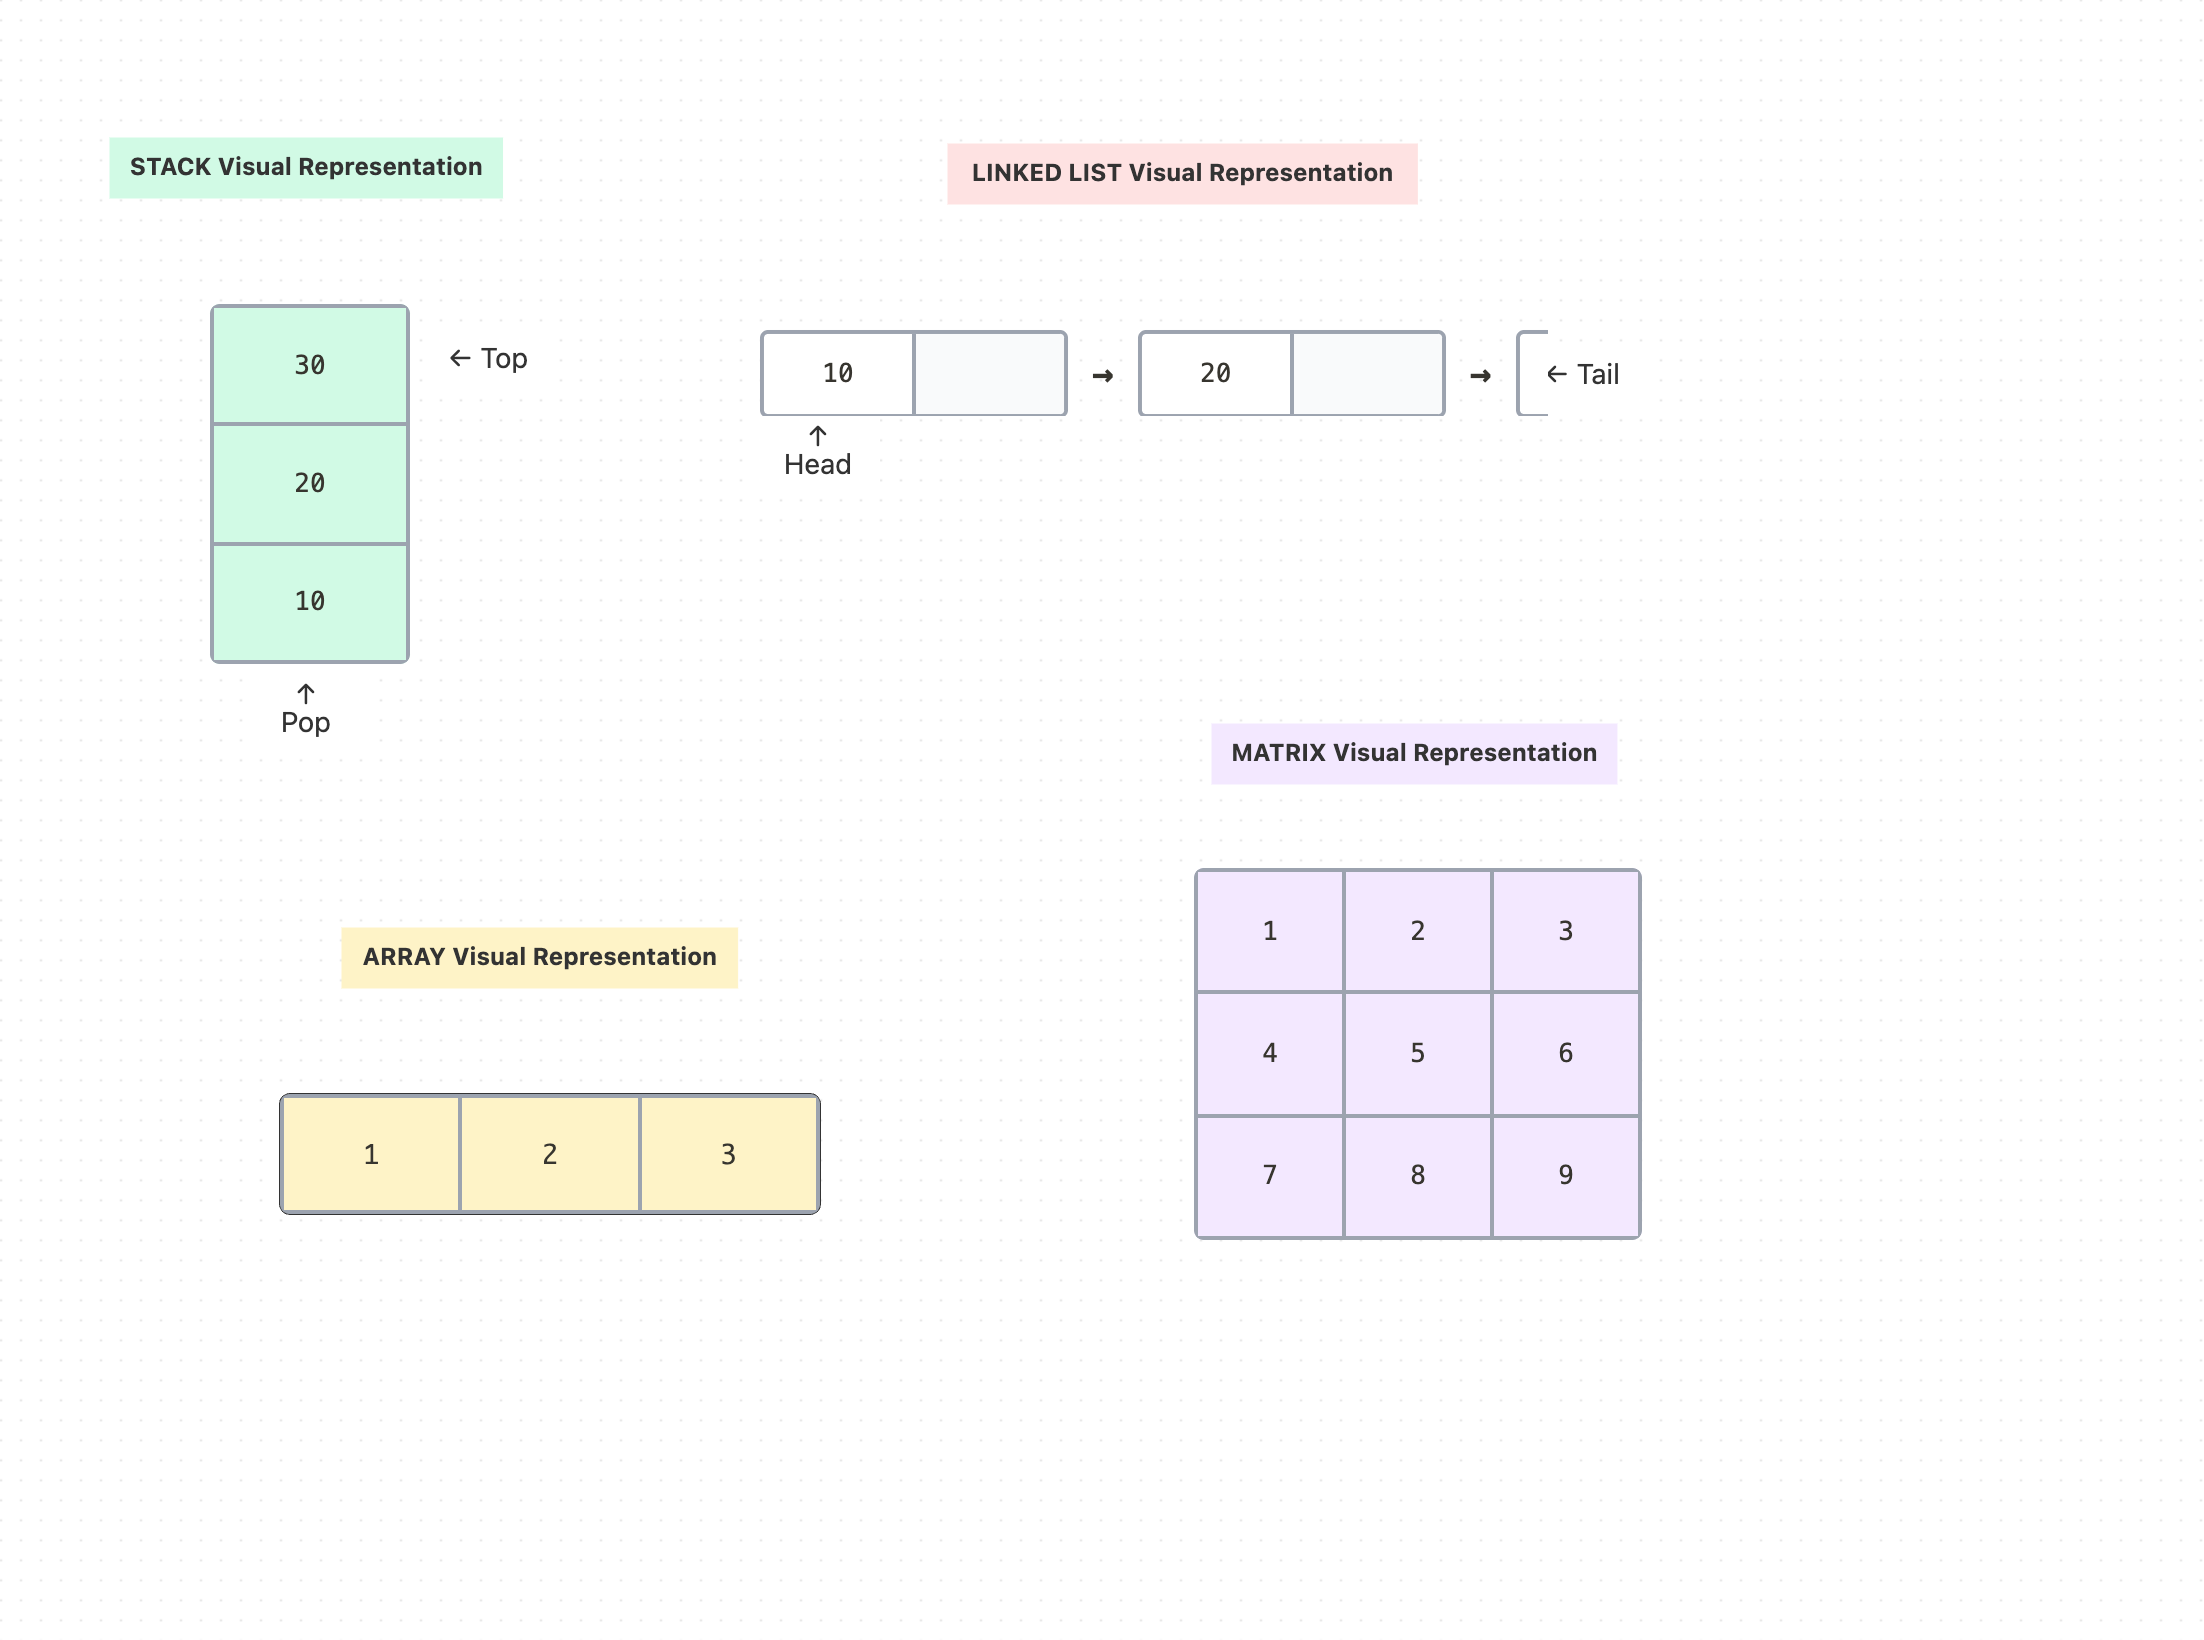 STACK Visual Representation
30
← Top
20
10
↑
Pop
LINKED LIST Visual Representation
10 → 20 → ← Tail
↑
Head
ARRAY Visual Representation
1 2 3
MATRIX Visual Representation
1 2 3
4 5 6
7 8 9